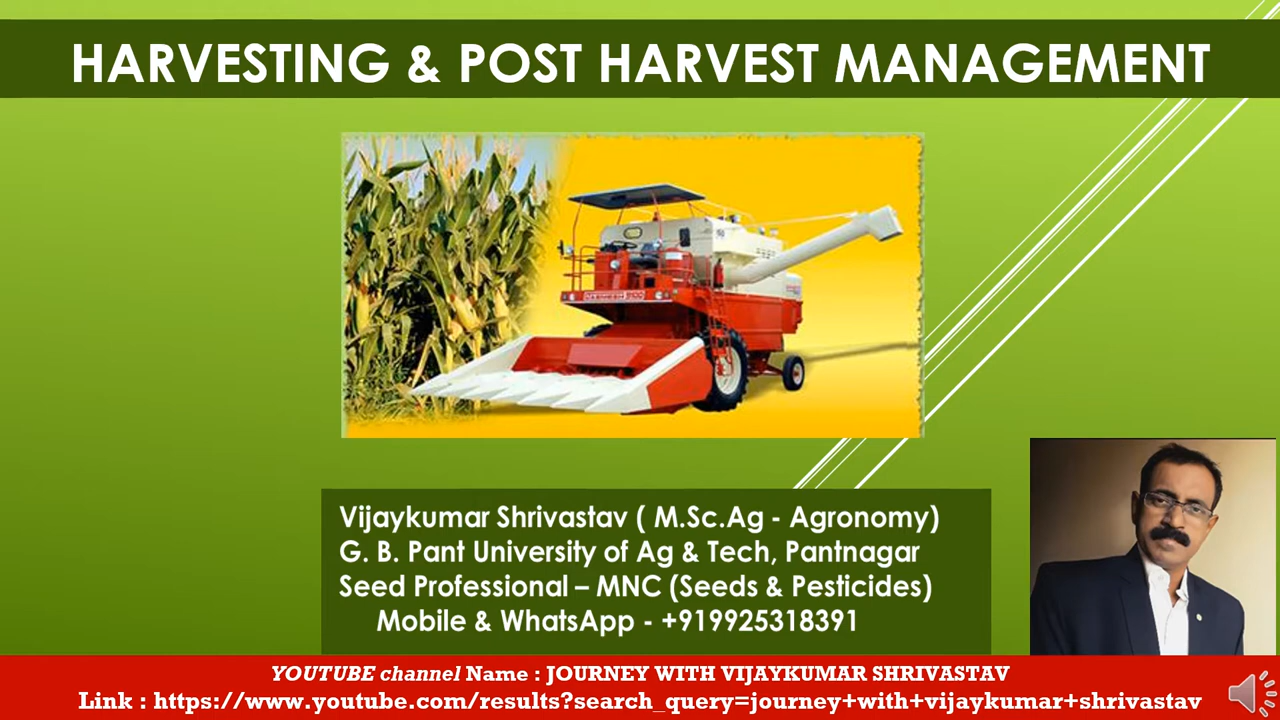 HARVESTING & POST HARVEST MANAGEMENT
Vijaykumar Shrivastav ( M.Sc.Ag - Agronomy)
G. B. Pant University of Ag & Tech, Pantnagar
Seed Professional – MNC (Seeds & Pesticides)
Mobile & WhatsApp - +919925318391
YOUTUBE channel Name : JOURNEY WITH VIJAYKUMAR SHRIVASTAV
Link : https://www.youtube.com/results?search_query=journey+with+vijaykumar+shrivastav